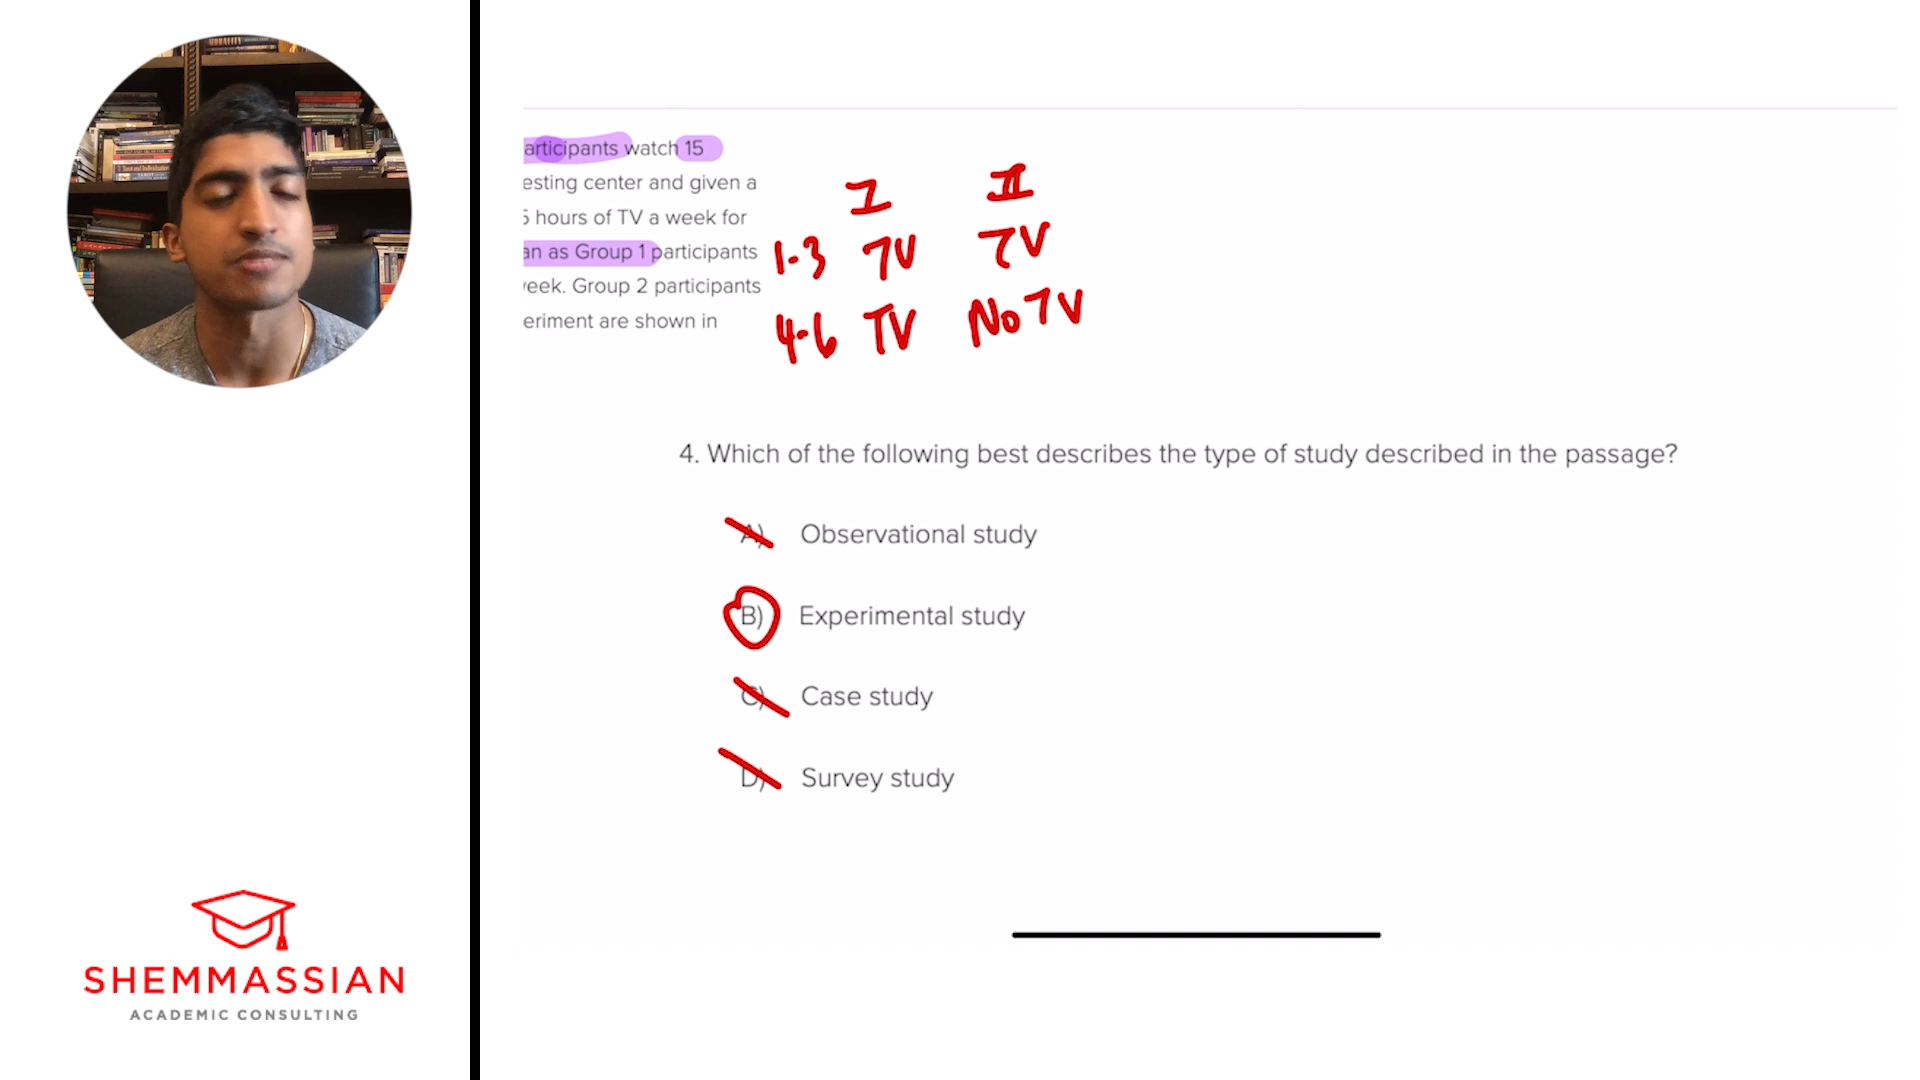 articipants watch 15
esting center and given a
5 hours of TV a week for
an as Group 1 participants
eek. Group 2 participants
eriment are shown in
I II
1-3 TV TV
4-6 TV No TV
4. Which of the following best describes the type of study described in the passage?
A) Observational study
B) Experimental study
C) Case study
D) Survey study
SHEMMASSIAN
ACADEMIC CONSULTING